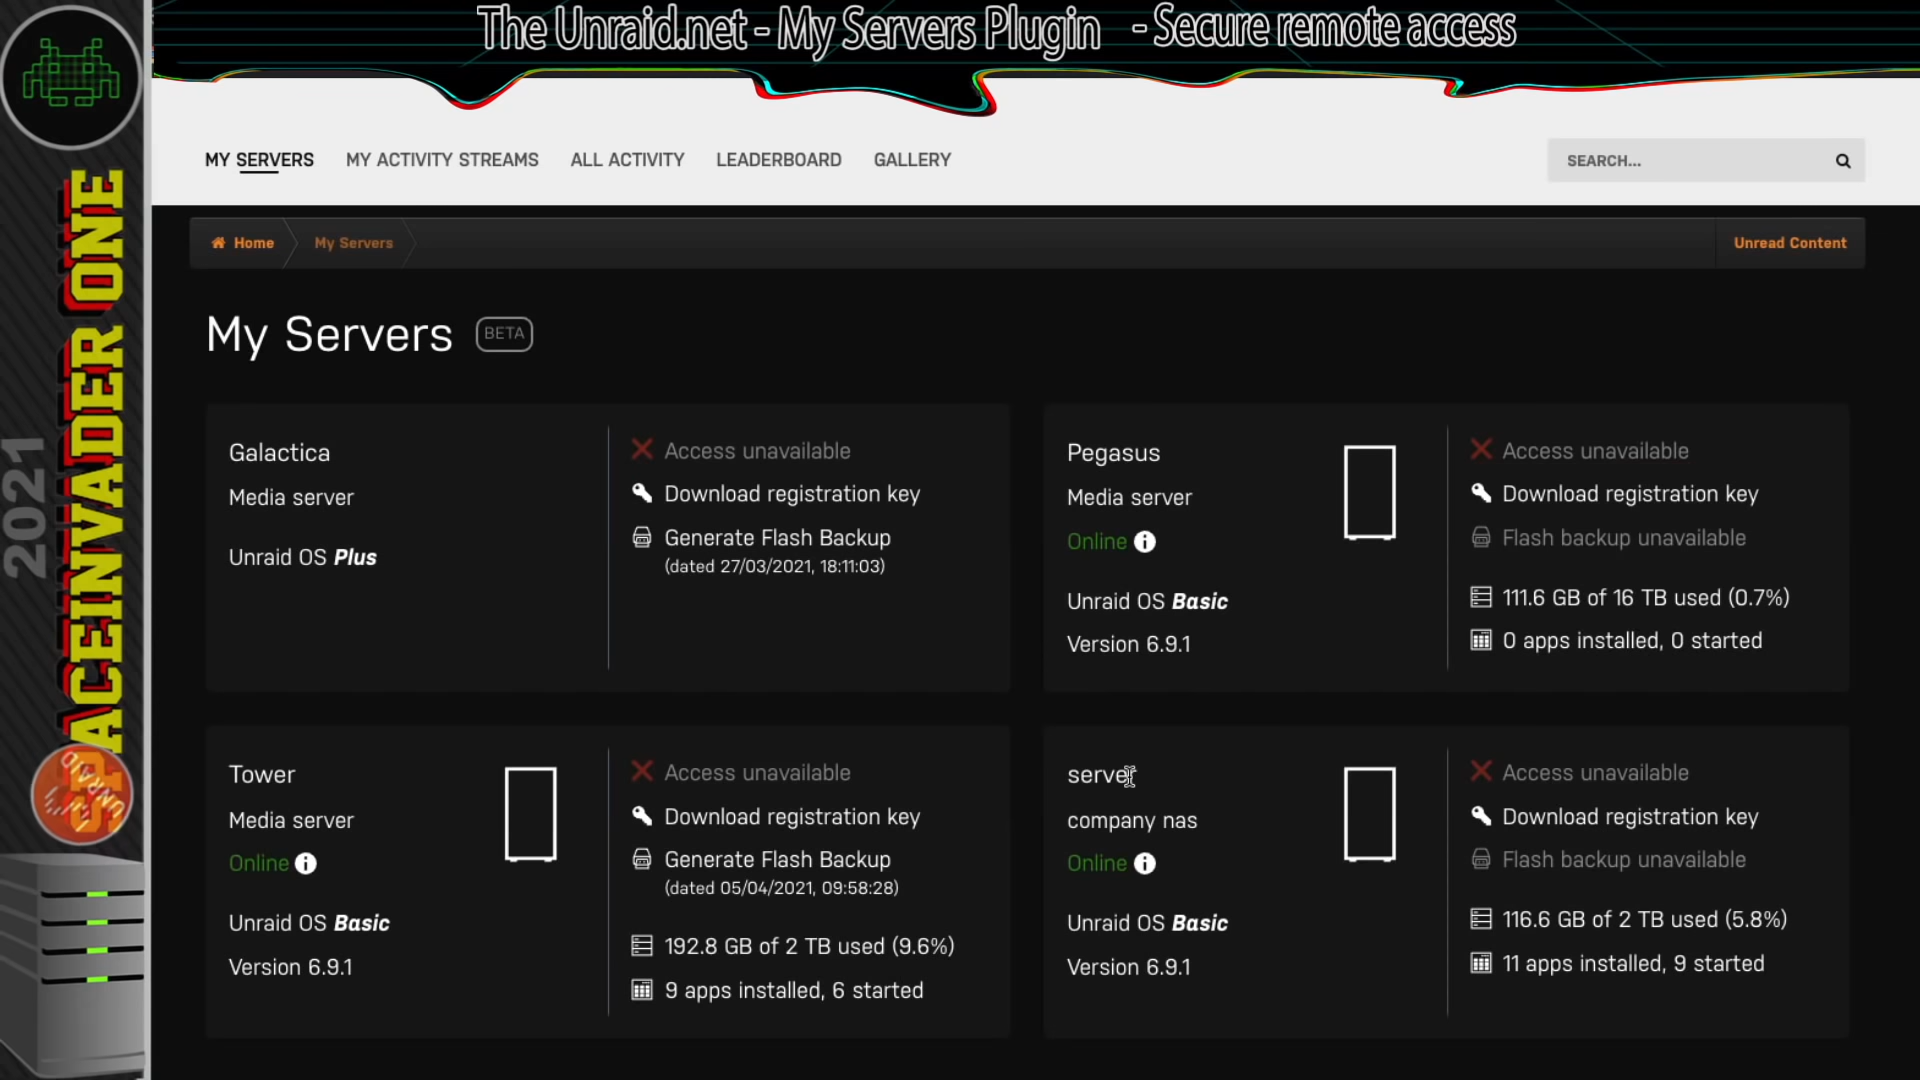 The Unraid.net - My Servers Plugin - Secure remote access
MY SERVERS
MY ACTIVITY STREAMS
ALL ACTIVITY
LEADERBOARD
GALLERY
SEARCH...
Home
My Servers
Unread Content
My Servers
BETA
Galactica
Media server
Unraid OS Plus
Access unavailable
Download registration key
Generate Flash Backup
(dated 27/03/2021, 18:11:03)
Pegasus
Media server
Online
Unraid OS Basic
Version 6.9.1
Access unavailable
Download registration key
Flash backup unavailable
111.6 GB of 16 TB used (0.7%)
0 apps installed, 0 started
Tower
Media server
Online
Unraid OS Basic
Version 6.9.1
Access unavailable
Download registration key
Generate Flash Backup
(dated 05/04/2021, 09:58:28)
192.8 GB of 2 TB used (9.6%)
9 apps installed, 6 started
server
company nas
Online
Unraid OS Basic
Version 6.9.1
Access unavailable
Download registration key
Flash backup unavailable
116.6 GB of 2 TB used (5.8%)
11 apps installed, 9 started
SPACEINVADER ONE
2021
UNRAID